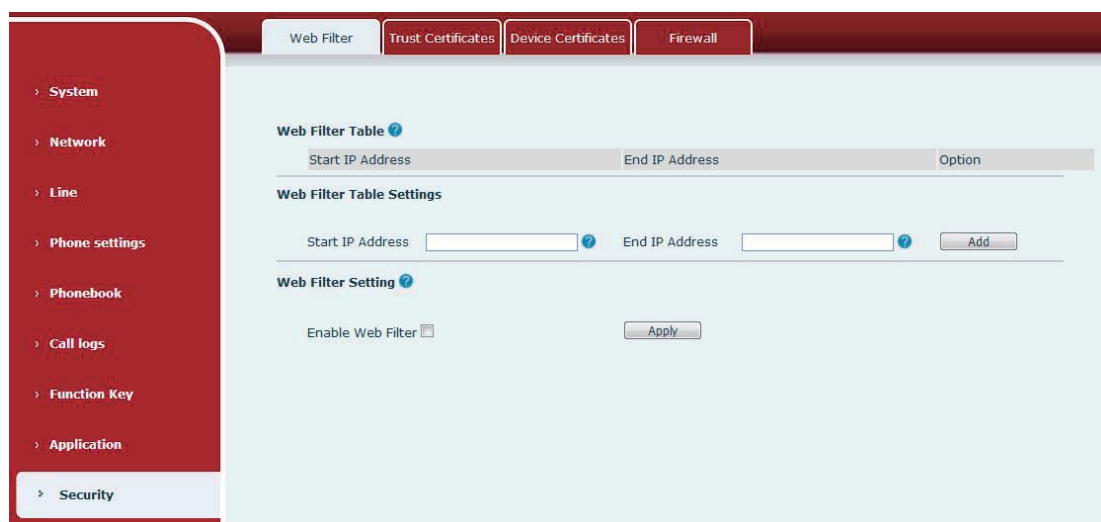 Web Filter Trust Certificates Device Certificates Firewall
System
Network
Line
Phone settings
Phonebook
Call logs
Function Key
Application
Security
Web Filter Table
Start IP Address End IP Address Option
Web Filter Table Settings
Start IP Address End IP Address Add
Web Filter Setting
Enable Web Filter Apply